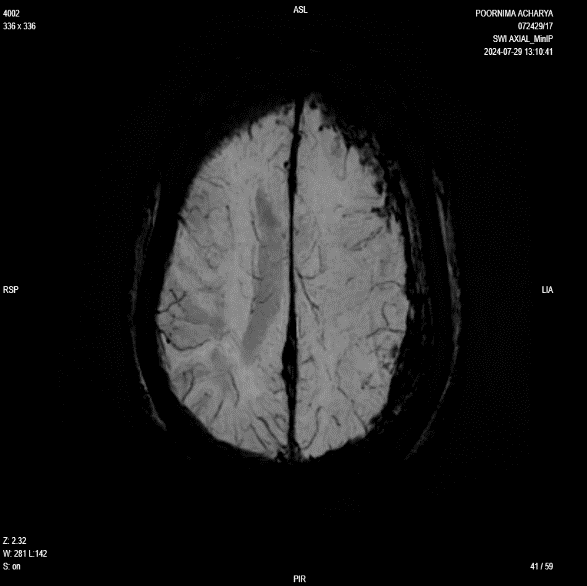 4002
336 x 336
ASL
POORNIMA ACHARYA
072429/17
SWI AXIAL_MinIP
2024-07-29 13:10:41
RSP
LIA
Z: 2.32
W: 281 L:142
S: on
PIR
41 / 59